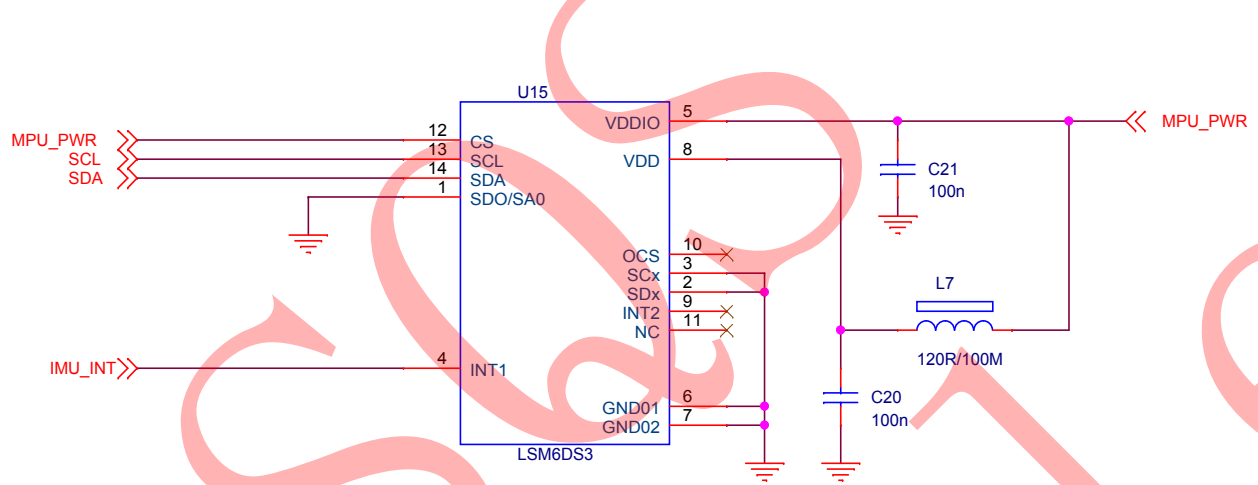 U15
MPU_PWR
12
CS
SCL
13
SCL
SDA
14
SDA
1
SDO/SA0
IMU_INT
4
INT1
VDDIO
5
MPU_PWR
VDD
8
OCS
10
SCx
3
SDx
2
INT2
9
NC
11
GND01
6
GND02
7
LSM6DS3
C21
100n
L7
120R/100M
C20
100n